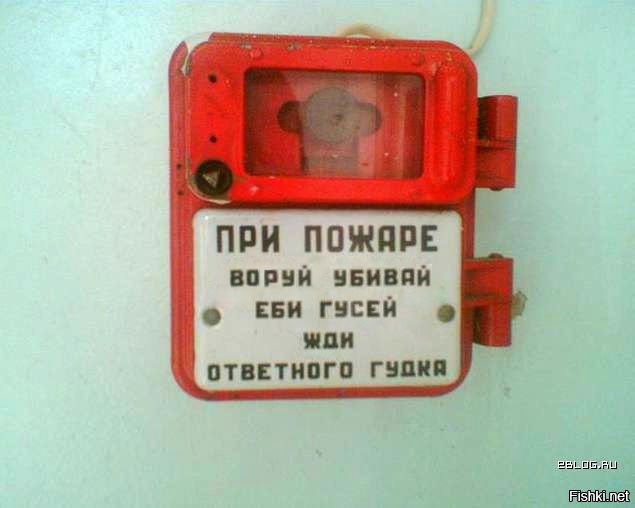 ПРИ ПОЖАРЕ
ВОРУЙ УБИВАЙ
ЕБИ ГУСЕЙ
ЖДИ
ОТВЕТНОГО ГУДКА
2BLOG.RU
Fishki.net